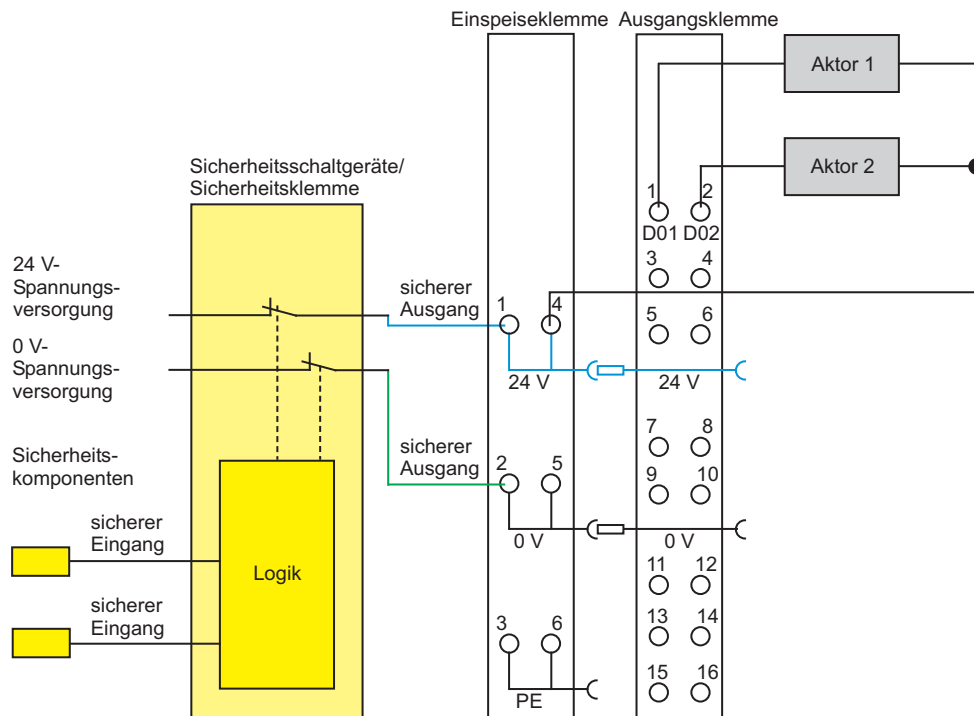 Einspeiseklemme
Ausgangsklemme
Aktor 1
Aktor 2
Sicherheitsschaltgeräte/
Sicherheitsklemme
24 V-
Spannungs-
versorgung
0 V-
Spannungs-
versorgung
Sicherheits-
komponenten
sicherer
Eingang
sicherer
Eingang
Logik
sicherer
Ausgang
sicherer
Ausgang
1 4
24 V
2 5
0 V
3 6
PE
1 2
D01 D02
3 4
5 6
24 V
7 8
9 10
0 V
11 12
13 14
15 16